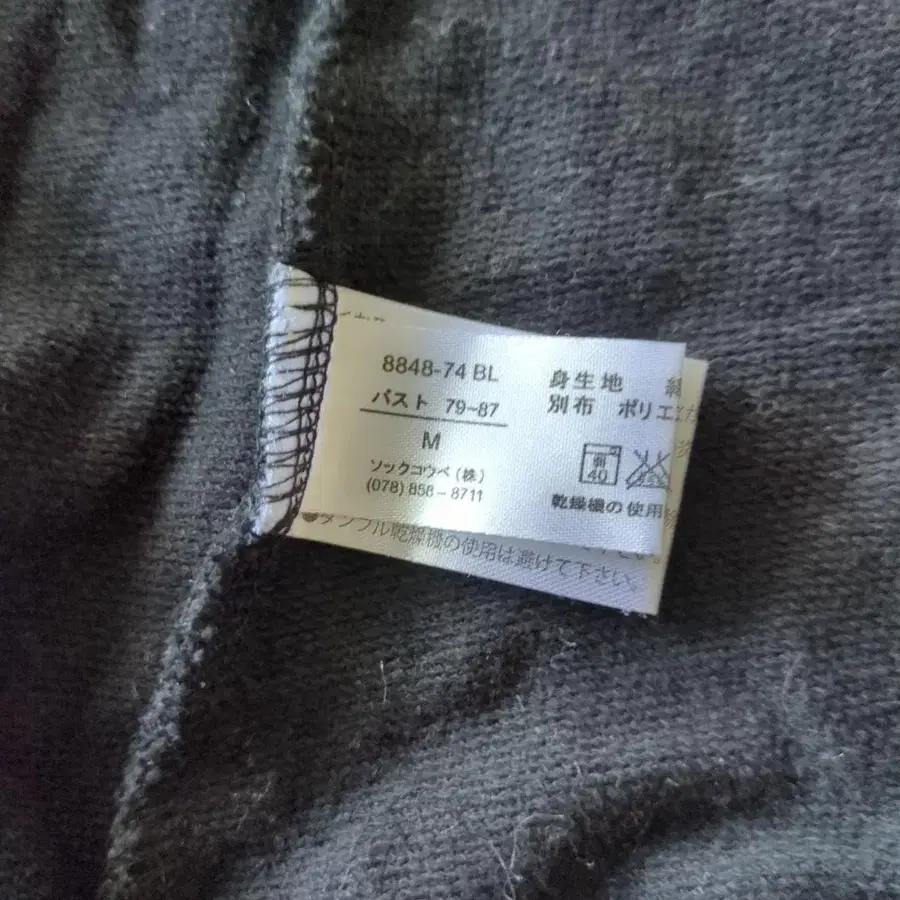 8848-74 BL
バスト 79-87
M
ソックコウベ (株)
(078) 858-8711
身生地
別布 ポリエ
弱
40
乾燥機の使用
●タンブル乾燥機の使用は避けて下さい。